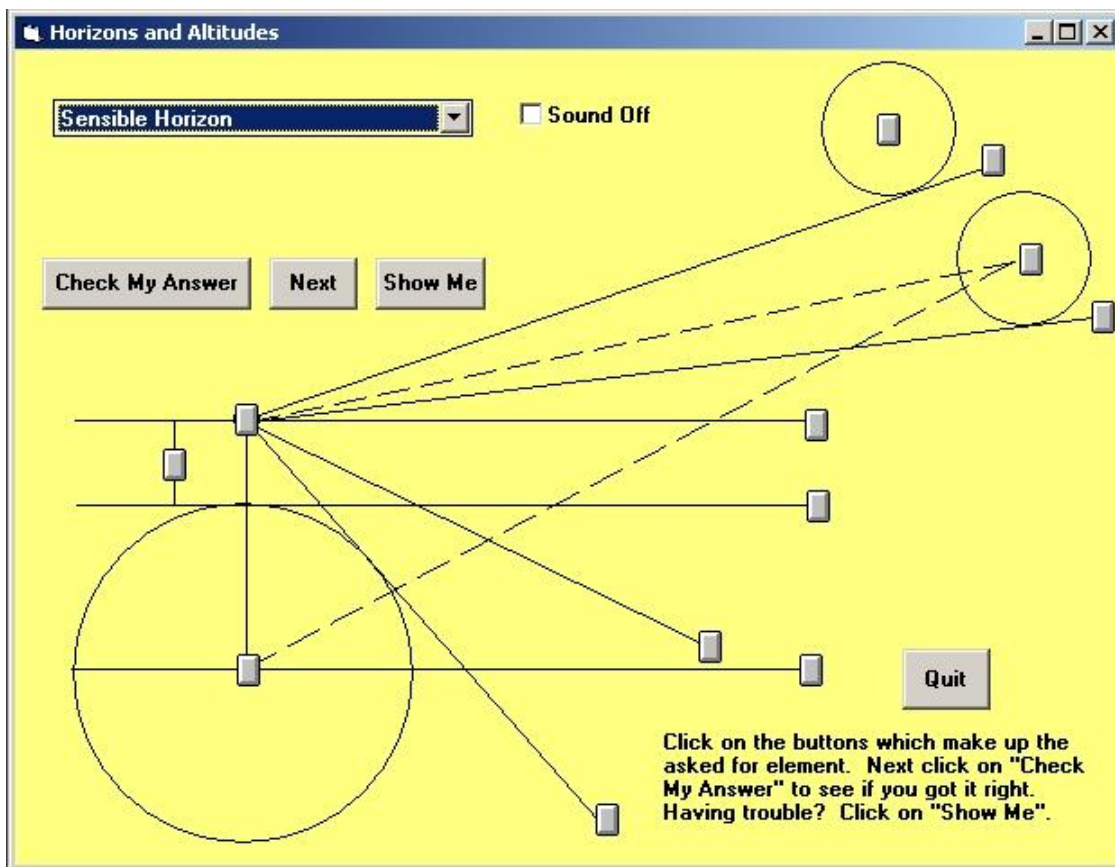 Horizons and Altitudes
Sensible Horizon
Sound Off
Check My Answer
Next
Show Me
Quit
Click on the buttons which make up the
asked for element.  Next click on "Check
My Answer" to see if you got it right.
Having trouble?  Click on "Show Me".